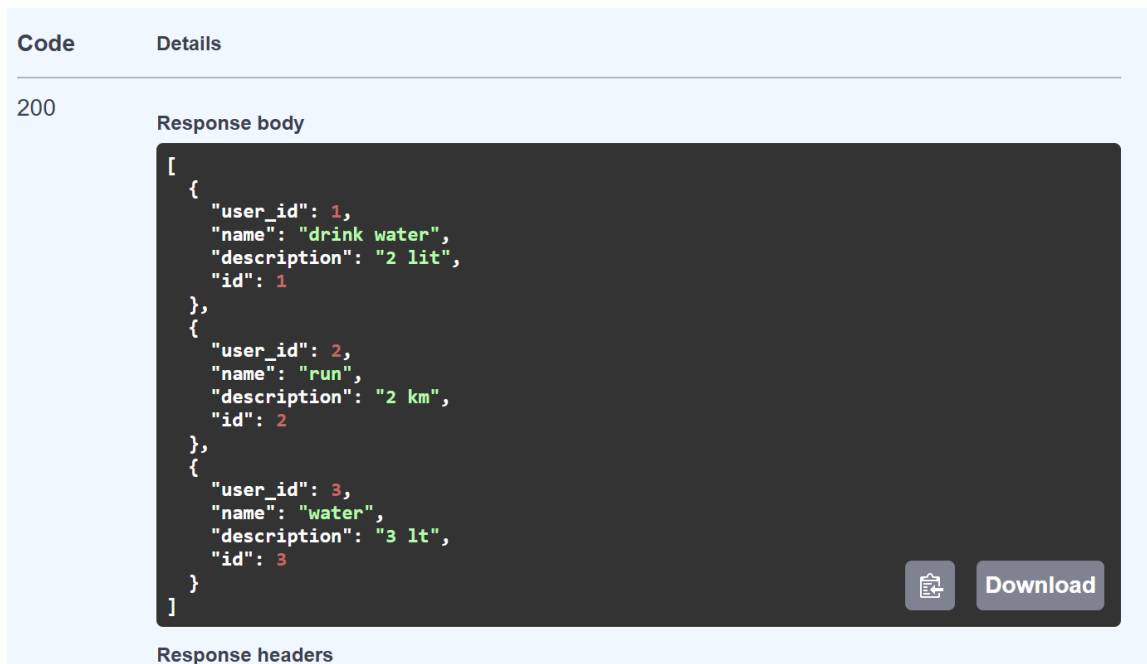 Code Details
200
Response body
[
  {
    "user_id": 1,
    "name": "drink water",
    "description": "2 lit",
    "id": 1
  },
  {
    "user_id": 2,
    "name": "run",
    "description": "2 km",
    "id": 2
  },
  {
    "user_id": 3,
    "name": "water",
    "description": "3 lt",
    "id": 3
  }
]
Download
Response headers